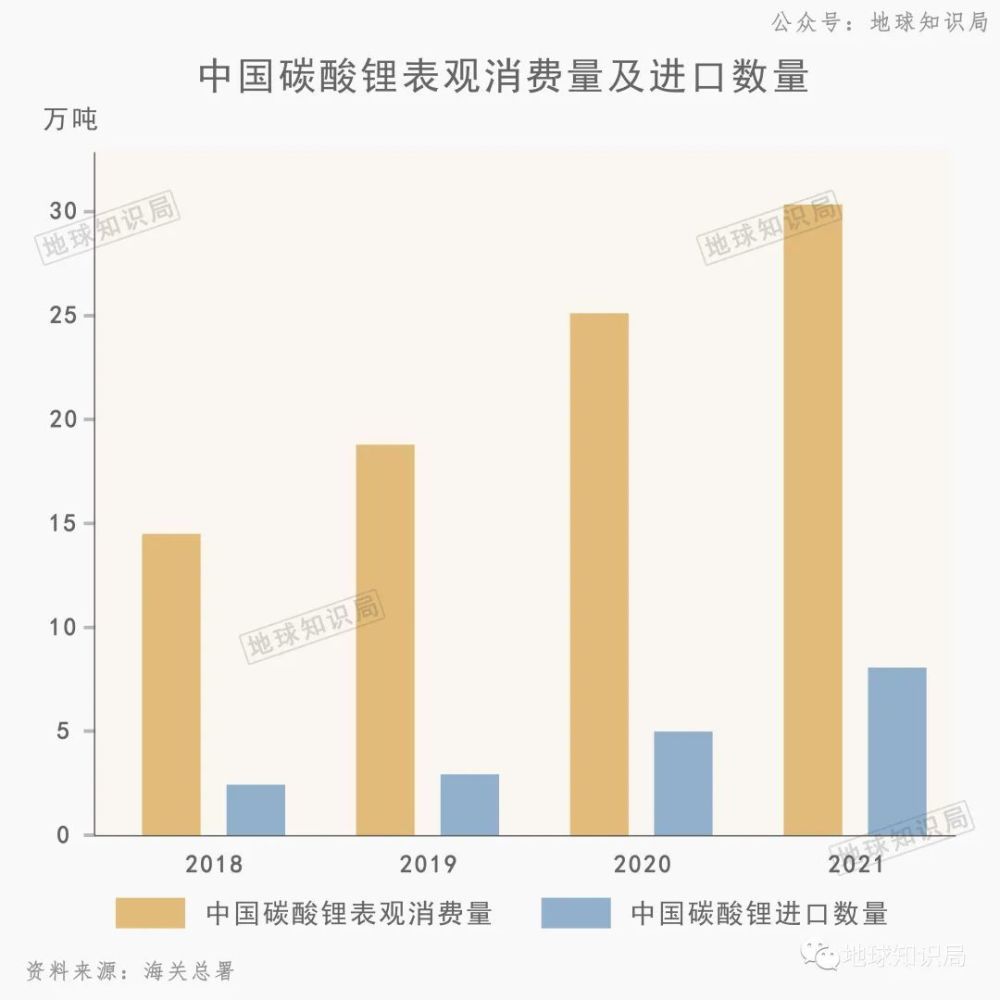 公众号：地球知识局
中国碳酸锂表观消费量及进口数量
万吨
30
25
20
15
10
5
0
2018 2019 2020 2021
中国碳酸锂表观消费量 中国碳酸锂进口数量
资料来源：海关总署
地球知识局
地球知识局
地球知识局
地球知识局
地球知识局